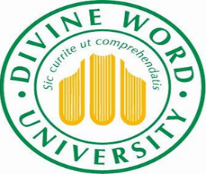 DIVINE WORD
Sic currite ut comprehendatis
UNIVERSITY